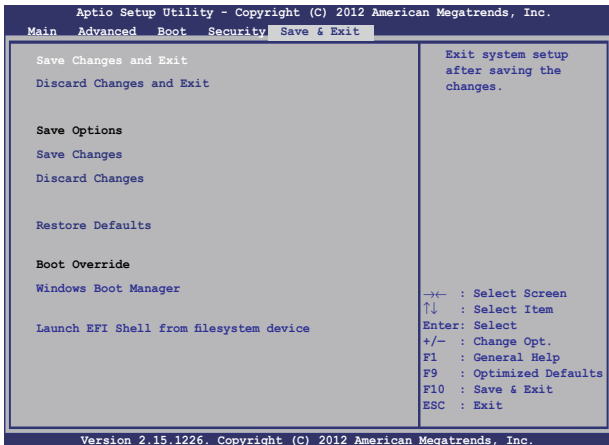 Aptio Setup Utility - Copyright (C) 2012 American Megatrends, Inc.
Main Advanced Boot Security Save & Exit
Save Changes and Exit
Discard Changes and Exit
Save Options
Save Changes
Discard Changes
Restore Defaults
Boot Override
Windows Boot Manager
Launch EFI Shell from filesystem device
Exit system setup
after saving the
changes.
→← : Select Screen
↑↓ : Select Item
Enter: Select
+/— : Change Opt.
F1 : General Help
F9 : Optimized Defaults
F10 : Save & Exit
ESC : Exit
Version 2.15.1226. Copyright (C) 2012 American Megatrends, Inc.